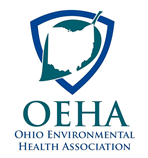 OEHA
OHIO ENVIRONMENTAL
HEALTH ASSOCIATION